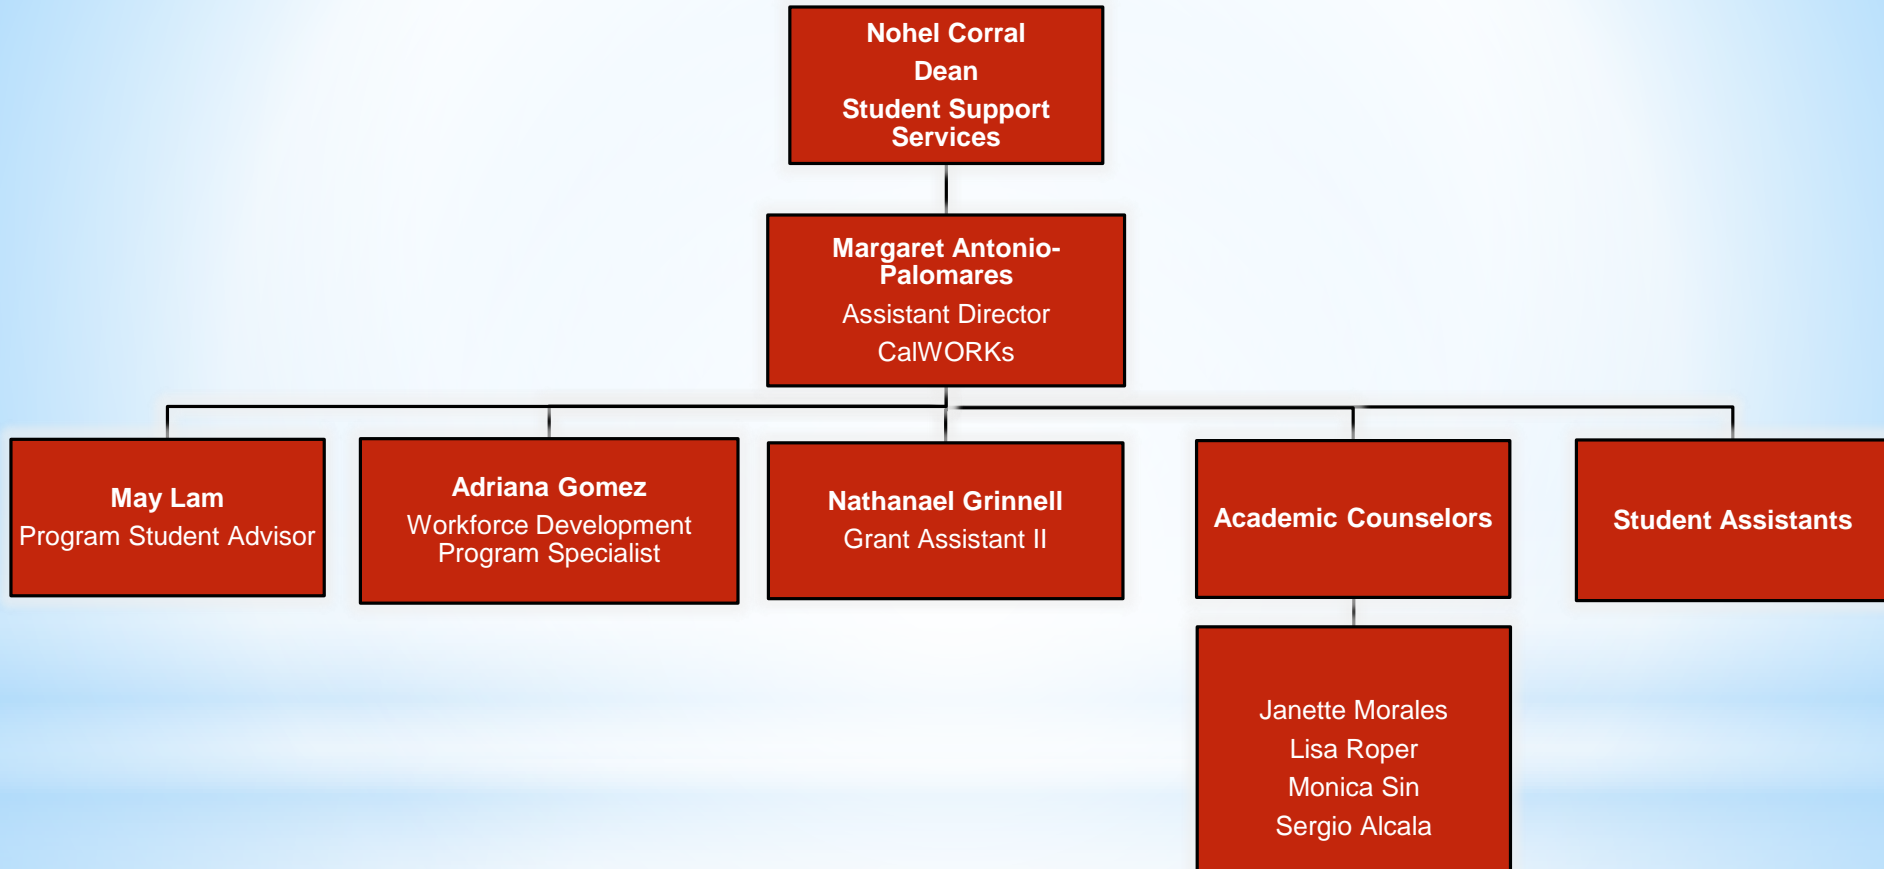 Nohel Corral
Dean
Student Support
Services
Margaret Antonio-
Palomares
Assistant Director
CalWORKs
May Lam
Program Student Advisor
Adriana Gomez
Workforce Development
Program Specialist
Nathanael Grinnell
Grant Assistant II
Academic Counselors
Student Assistants
Janette Morales
Lisa Roper
Monica Sin
Sergio Alcala